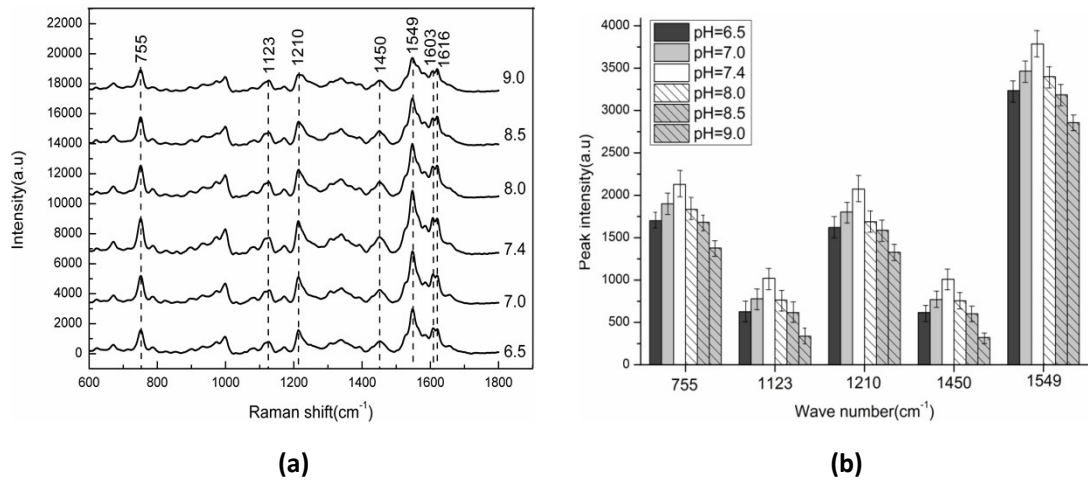 22000
20000
18000
16000
14000
12000
10000
8000
6000
4000
2000
0
Intensity(a.u)
755
1123
1210
1450
1549
1603
1616
9.0
8.5
8.0
7.4
7.0
6.5
600 800 1000 1200 1400 1600 1800
Raman shift(cm-1)
(a)
4000
3500
3000
2500
2000
1500
1000
500
0
Peak intensity(a.u)
pH=6.5
pH=7.0
pH=7.4
pH=8.0
pH=8.5
pH=9.0
755 1123 1210 1450 1549
Wave number(cm-1)
(b)